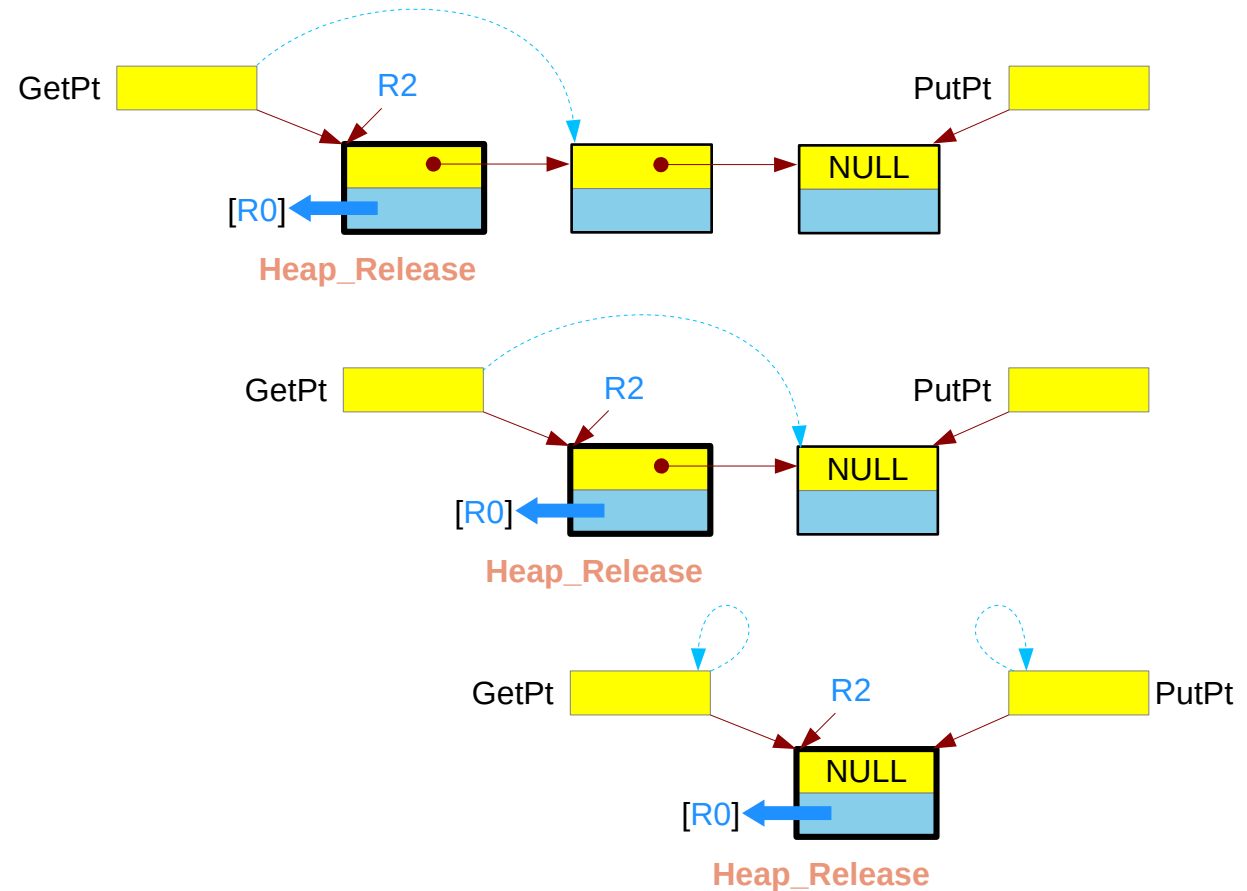 GetPt
R2
PutPt
NULL
[R0]
Heap_Release
GetPt
R2
PutPt
NULL
[R0]
Heap_Release
GetPt
R2
PutPt
NULL
[R0]
Heap_Release